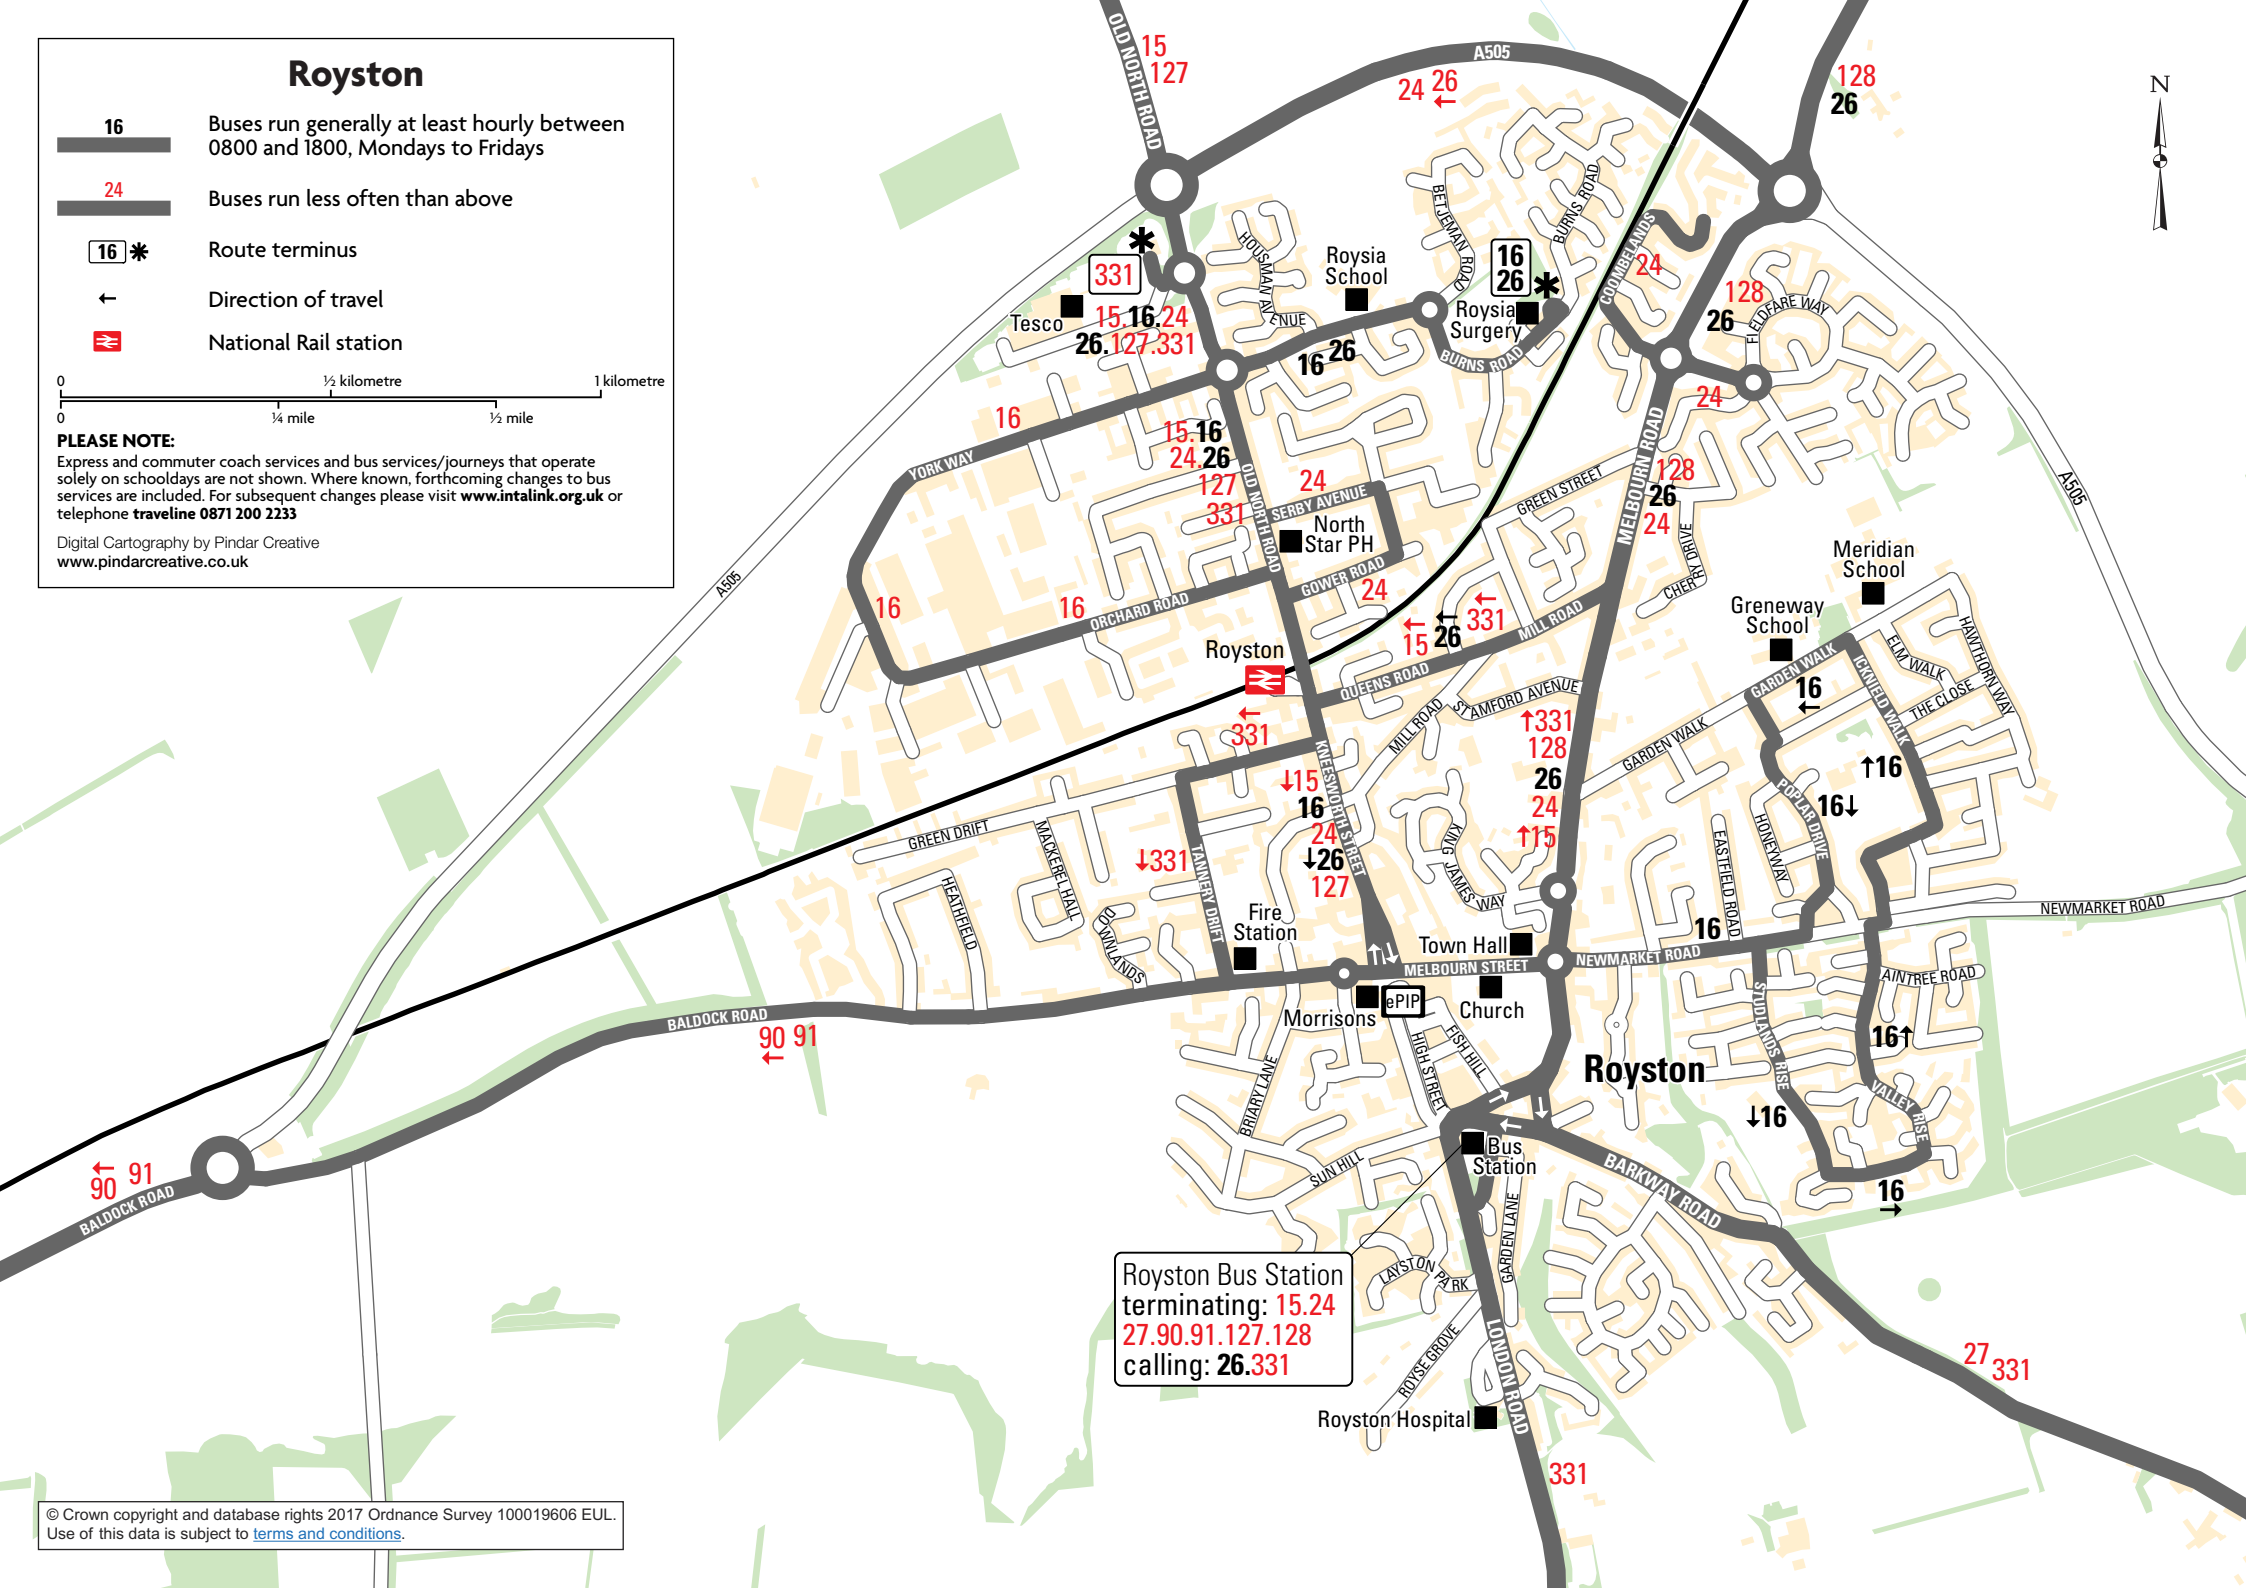 Royston
16
Buses run generally at least hourly between
0800 and 1800, Mondays to Fridays
24
Buses run less often than above
16
Route terminus
Direction of travel
National Rail station
0
½ kilometre
1 kilometre
0
¼ mile
½ mile
PLEASE NOTE:
Express and commuter coach services and bus services/journeys that operate
solely on schooldays are not shown. Where known, forthcoming changes to bus
services are included. For subsequent changes please visit www.intalink.org.uk or
telephone traveline 0871 200 2233
Digital Cartography by Pindar Creative
www.pindarcreative.co.uk
OLD NORTH ROAD
15
127
A505
24 26
128
26
N
BETJEMAN ROAD
BURNS ROAD
COOMBELANDS
24
HOUSMAN AVENUE
Roysia
School
16
26
Roysia
Surgery
331
Tesco
15.16.24
26.127.331
16 26
BURNS ROAD
128
26
FIELDFARE WAY
24
16
YORK WAY
15.16
24.26
127
331
OLD NORTH ROAD
24
SERBY AVENUE
North
Star PH
GOWER ROAD
24
GREEN STREET
MELBOURN ROAD
128
26
24
CHERRY DRIVE
A505
A505
16
16
ORCHARD ROAD
Royston
15
26
331
MILL ROAD
QUEENS ROAD
MILL ROAD
STAMFORD AVENUE
Meridian
School
Greneway
School
GARDEN WALK
16
ICKNIELD WALK
ELM WALK
HAWTHORN WAY
THE CLOSE
GARDEN WALK
16
16
POPLAR DRIVE
HONEYWAY
EASTFIELD ROAD
331
KNEESWORTH STREET
15
16
24
26
127
331
128
26
24
15
KING JAMES WAY
GREEN DRIFT
MACKEREL HALL
HEATHFIELD
DOWNLANDS
331
TANNERY DRIFT
Fire
Station
Town Hall
MELBOURN STREET
NEWMARKET ROAD
16
NEWMARKET ROAD
AINTREE ROAD
STUDLANDS RISE
16
VALLEY RISE
16
16
Morrisons
ePIP
Church
FISH HILL
HIGH STREET
BRIARY LANE
Royston
BALDOCK ROAD
90 91
90 91
BALDOCK ROAD
SUN HILL
Bus
Station
GARDEN LANE
BARKWAY ROAD
LAYSTON PARK
Royston Bus Station
terminating: 15.24
27.90.91.127.128
calling: 26.331
ROYSE GROVE
LONDON ROAD
Royston Hospital
27 331
331
© Crown copyright and database rights 2017 Ordnance Survey 100019606 EUL.
Use of this data is subject to terms and conditions.